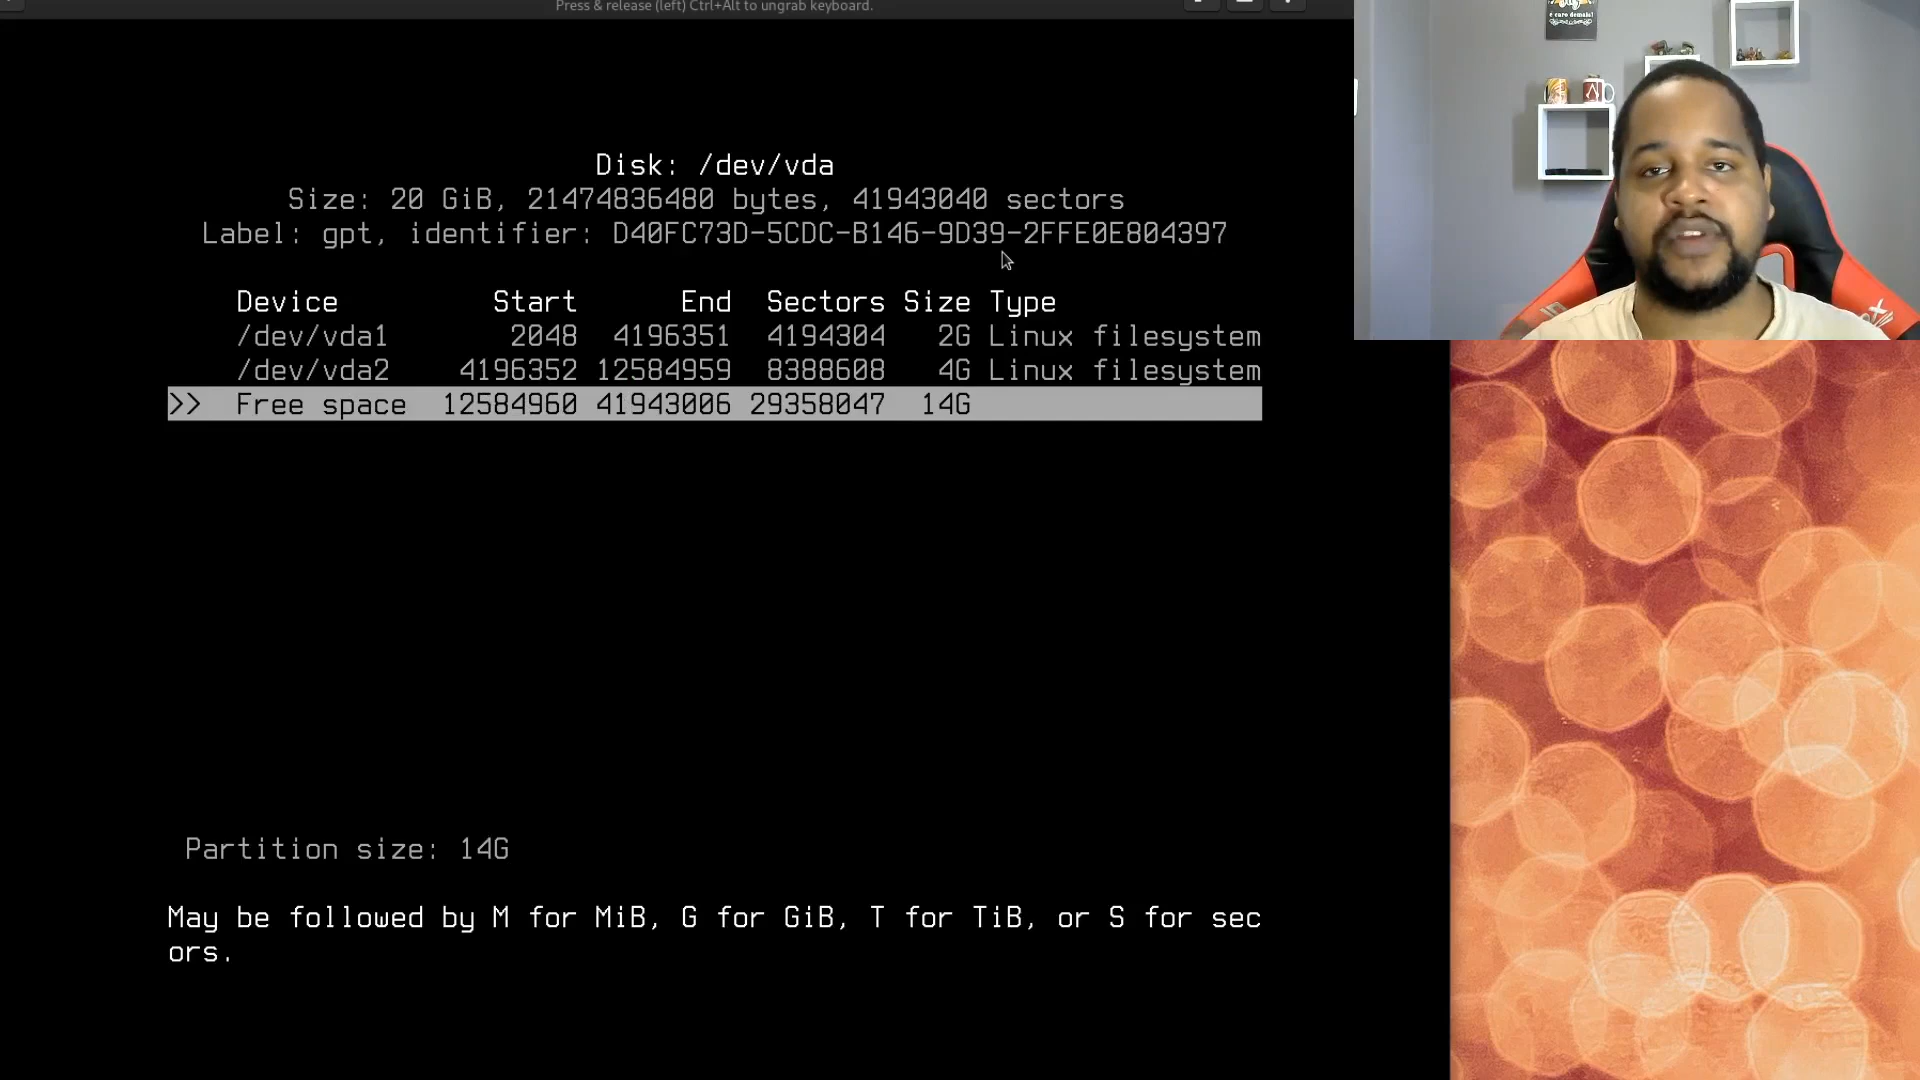 Press & release (left) Ctrl+Alt to ungrab keyboard.
é caro demais!
Disk: /dev/vda
Size: 20 GiB, 21474836480 bytes, 41943040 sectors
Label: gpt, identifier: D40FC73D-5CDC-B146-9D39-2FFE0E804397
Device Start End Sectors Size Type
/dev/vda1 2048 4196351 4194304 2G Linux filesystem
/dev/vda2 4196352 12584959 8388608 4G Linux filesystem
>> Free space 12584960 41943006 29358047 14G
Partition size: 14G
May be followed by M for MiB, G for GiB, T for TiB, or S for sec
ors.